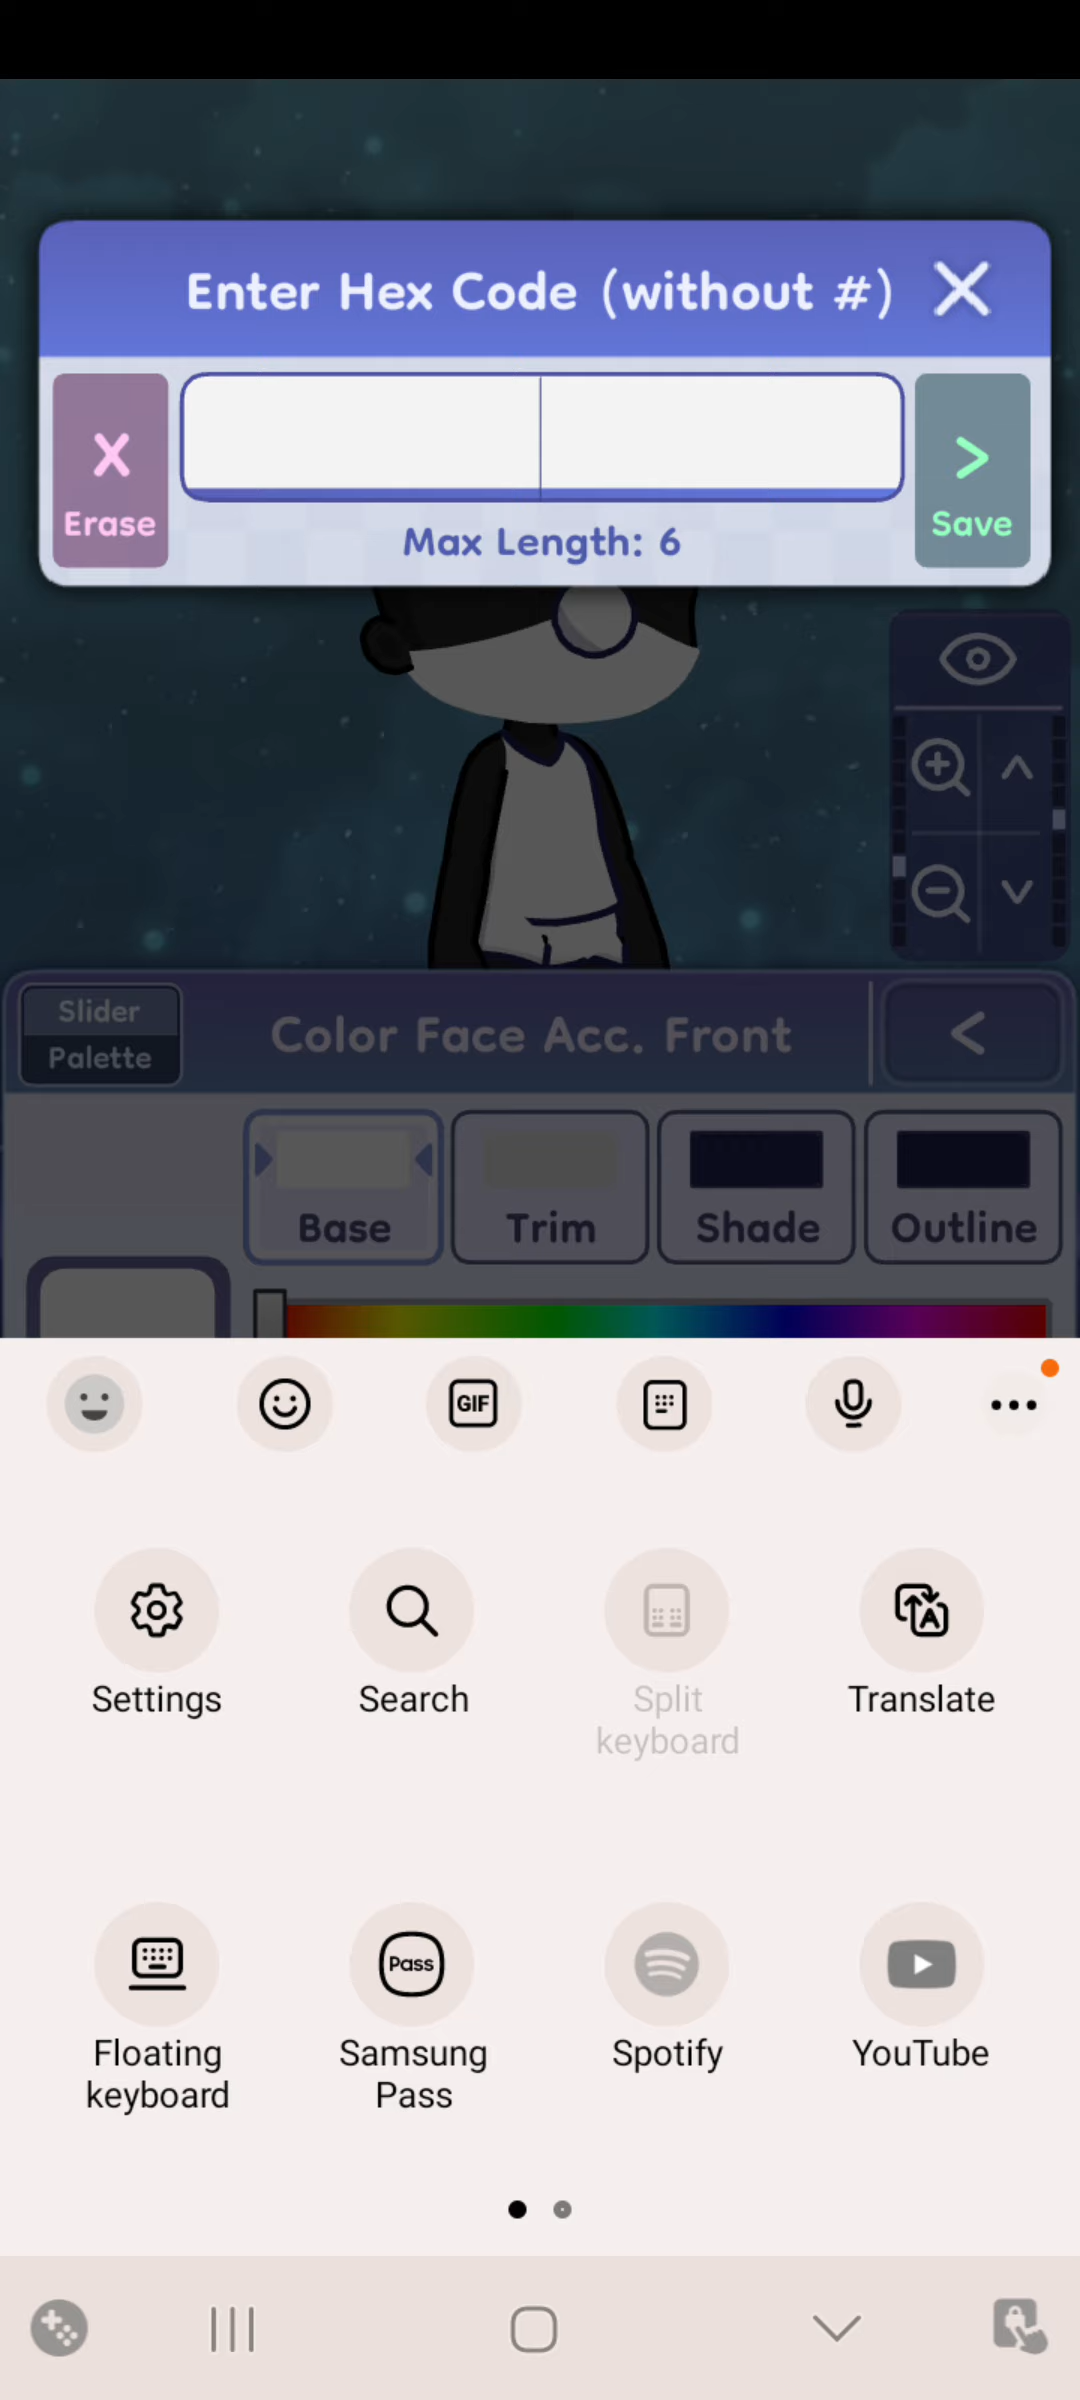 Enter Hex Code (without #)
X
Erase
>
Save
Max Length: 6
Slider
Palette
Color Face Acc. Front
<
Base
Trim
Shade
Outline
GIF
Settings
Search
Split
keyboard
A
Translate
Pass
Floating
keyboard
Samsung
Pass
Spotify
YouTube